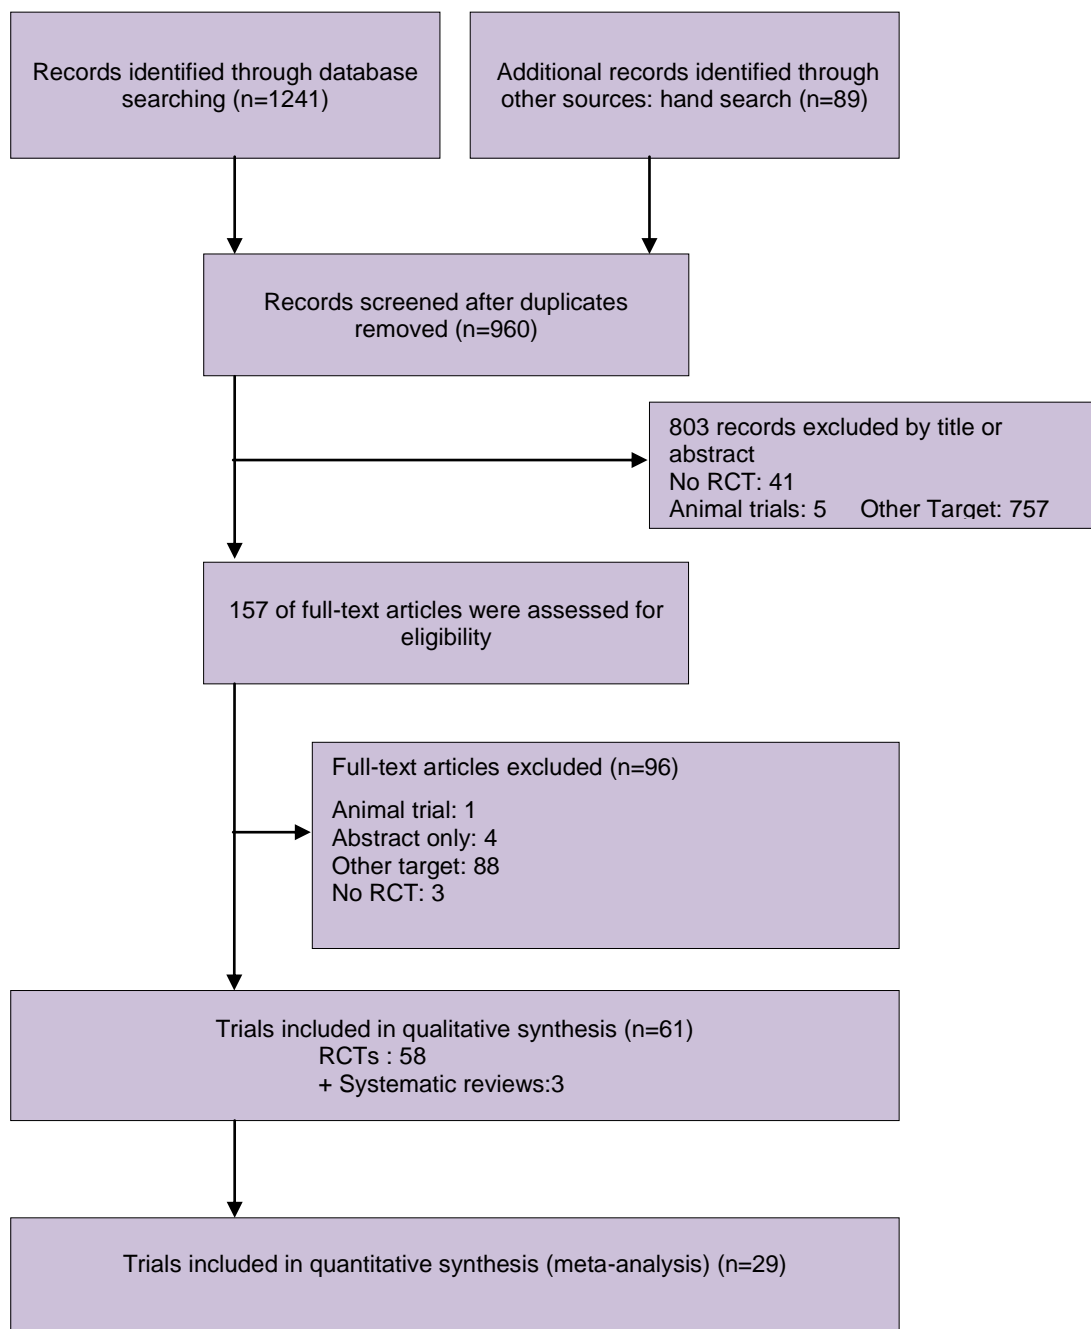 Records identified through database
searching (n=1241)
Additional records identified through
other sources: hand search (n=89)
Records screened after duplicates
removed (n=960)
803 records excluded by title or
abstract
No RCT: 41
Animal trials: 5 Other Target: 757
157 of full-text articles were assessed for
eligibility
Full-text articles excluded (n=96)
Animal trial: 1
Abstract only: 4
Other target: 88
No RCT: 3
Trials included in qualitative synthesis (n=61)
RCTs : 58
+ Systematic reviews:3
Trials included in quantitative synthesis (meta-analysis) (n=29)